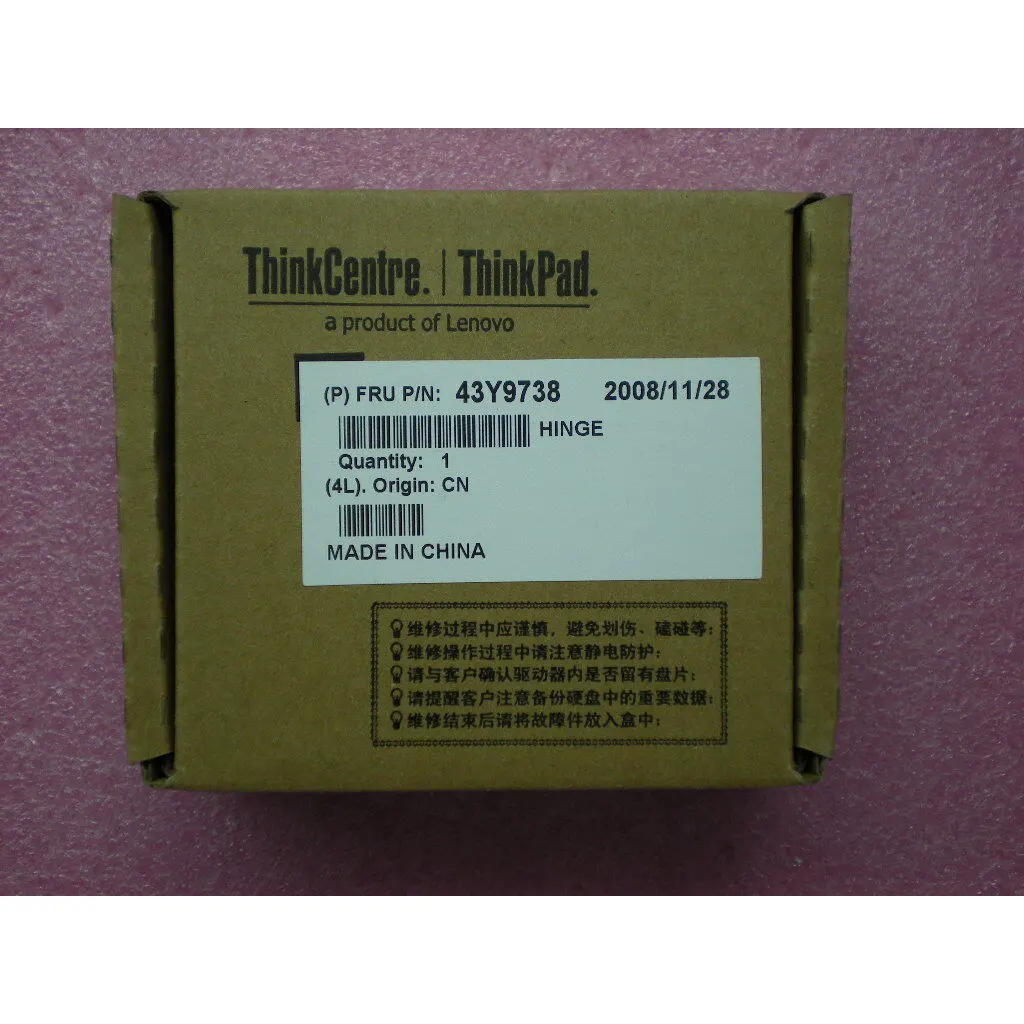 ThinkCentre. | ThinkPad.
a product of Lenovo
(P) FRU P/N: 43Y9738 2008/11/28
HINGE
Quantity: 1
(4L). Origin: CN
MADE IN CHINA
维修过程中应谨慎，避免划伤、磕碰等;
维修操作过程中请注意静电防护;
请与客户确认驱动器内是否留有盘片;
请提醒客户注意备份硬盘中的重要数据;
维修结束后请将故障件放入盒中;